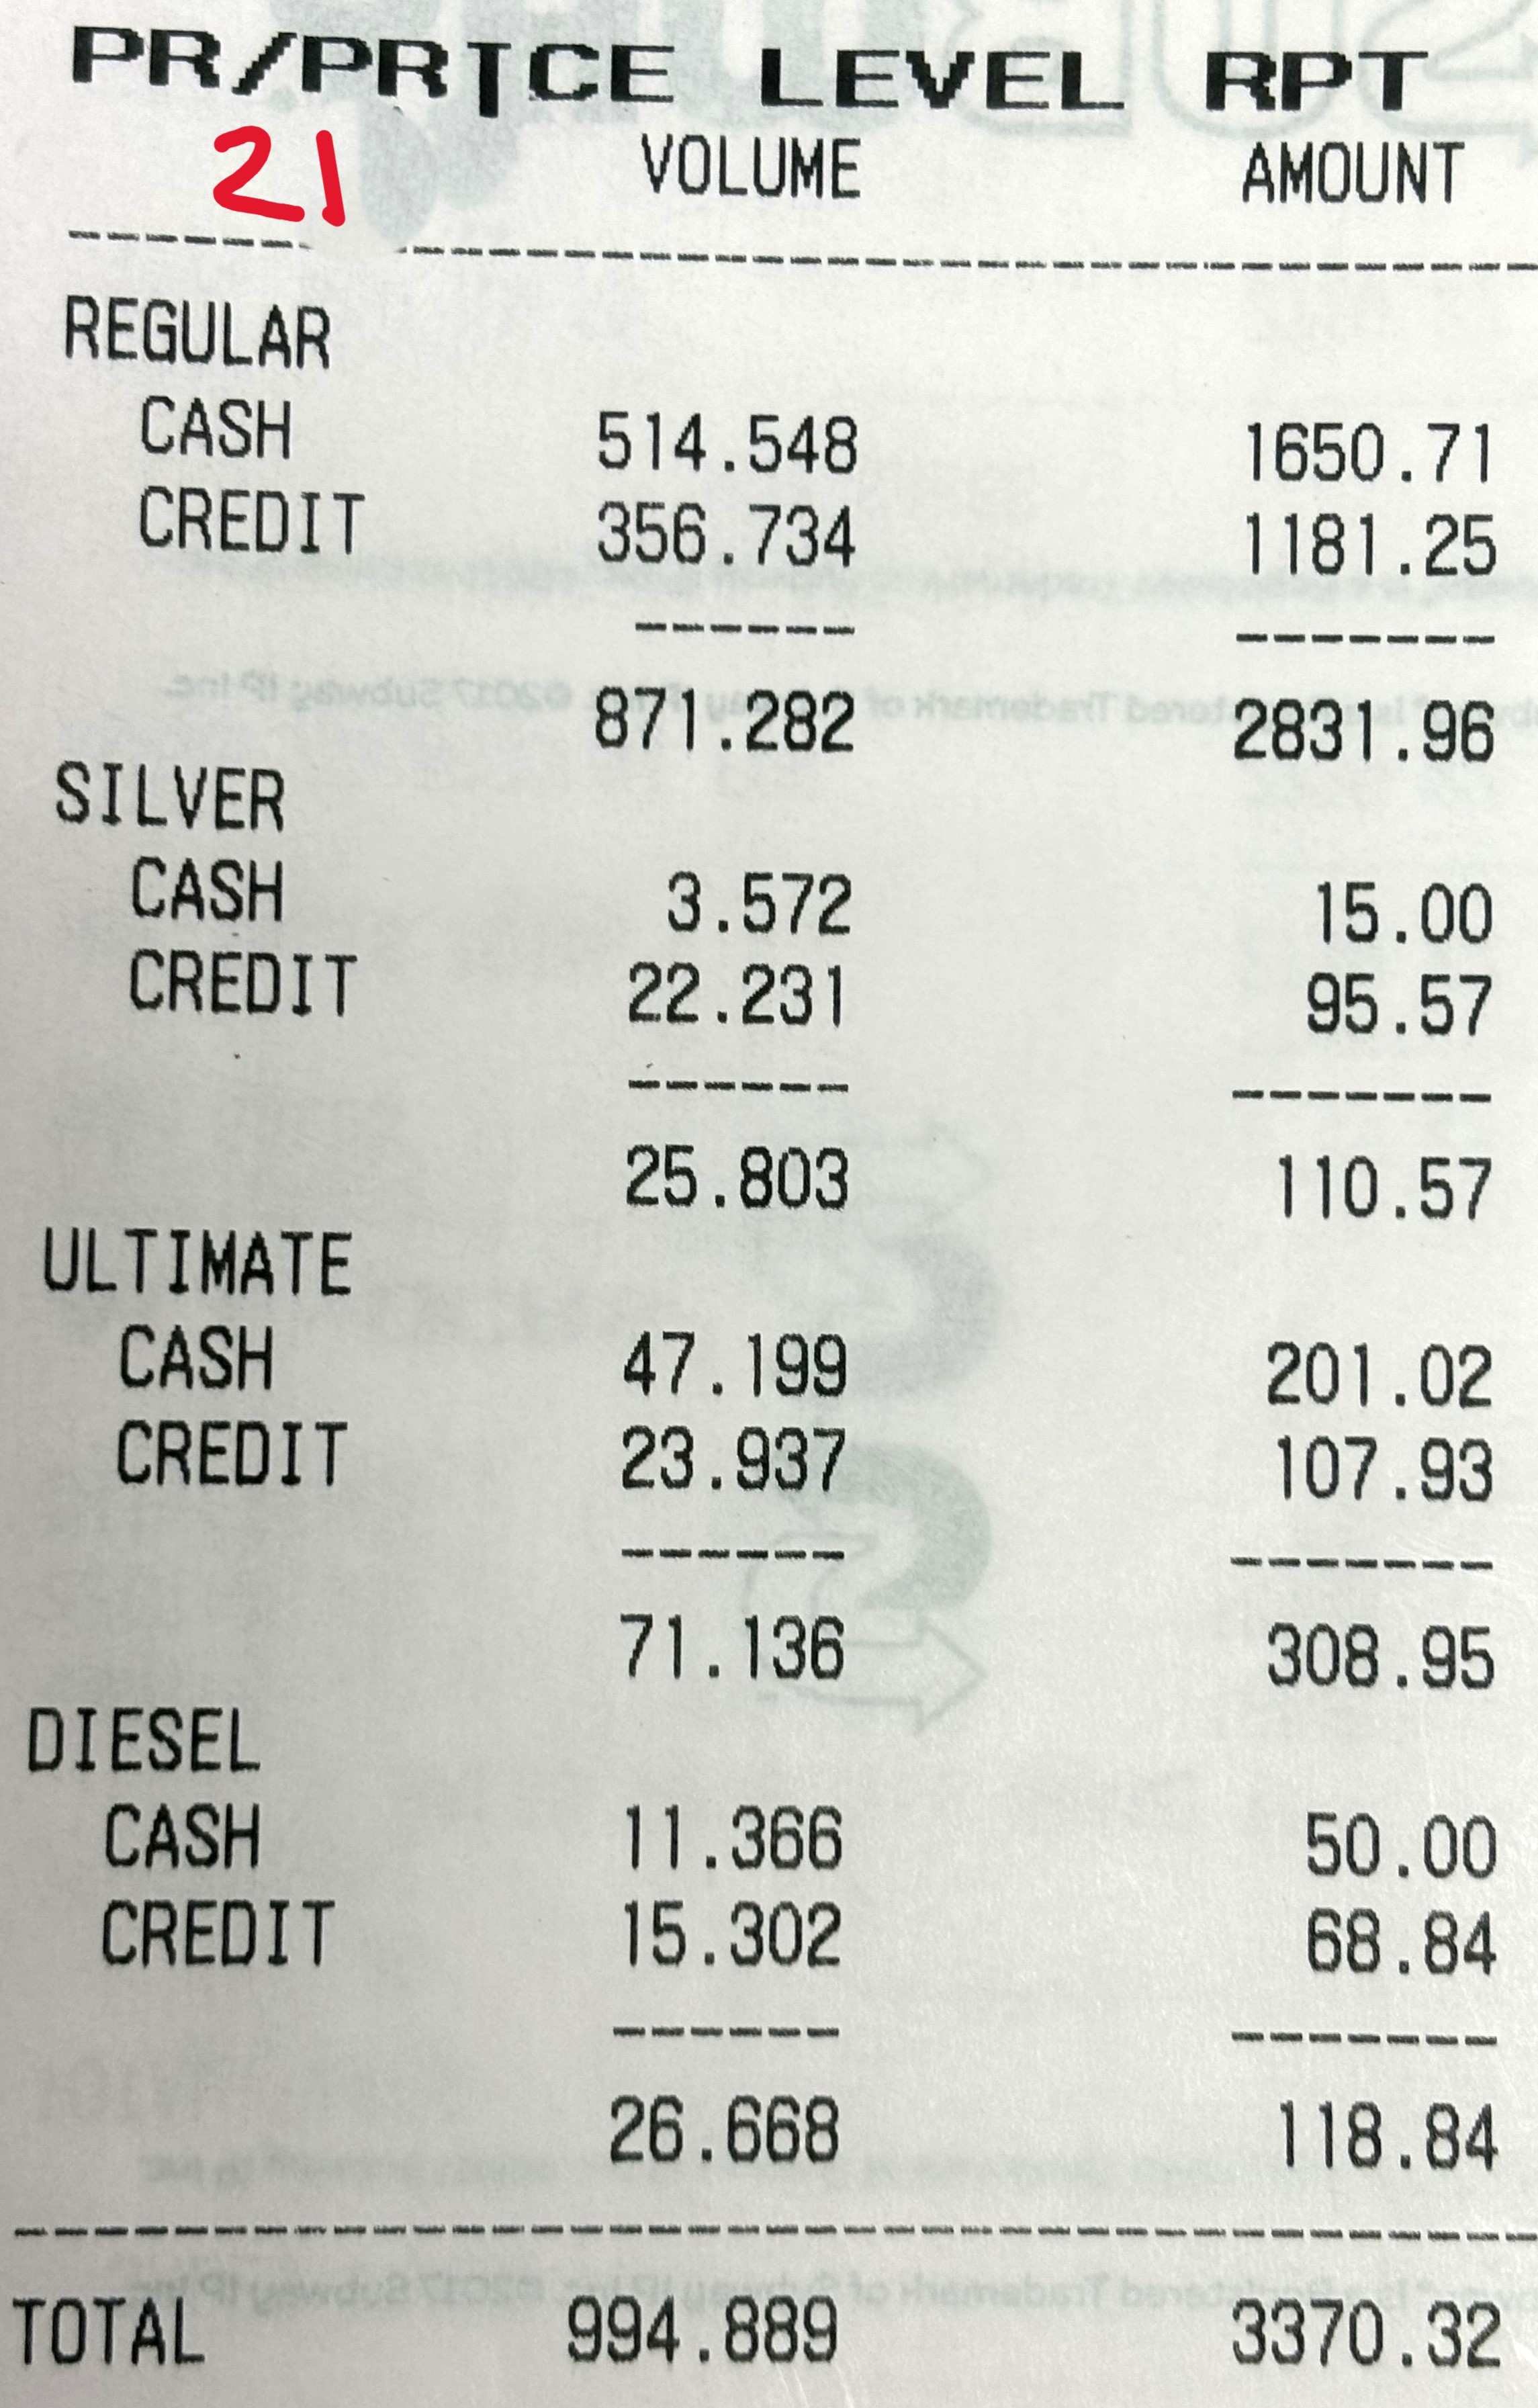 PR/PRICE LEVEL RPT
21 VOLUME AMOUNT
REGULAR
CASH 514.548 1650.71
CREDIT 356.734 1181.25
871.282 2831.96
SILVER
CASH 3.572 15.00
CREDIT 22.231 95.57
25.803 110.57
ULTIMATE
CASH 47.199 201.02
CREDIT 23.937 107.93
71.136 308.95
DIESEL
CASH 11.366 50.00
CREDIT 15.302 68.84
26.668 118.84
TOTAL 994.889 3370.32